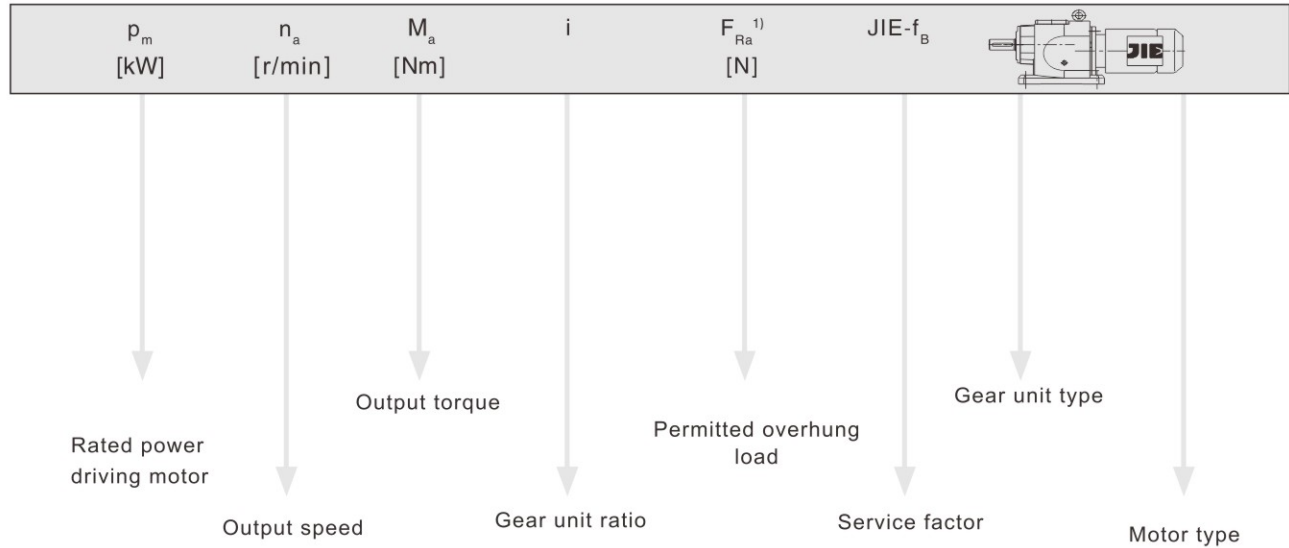 p_m n_a M_a i F_Ra^1) JIE-f_B
[kW] [r/min] [Nm] [N]
JIE
Output torque
Gear unit type
Rated power
driving motor
Permitted overhung
load
Output speed
Gear unit ratio
Service factor
Motor type